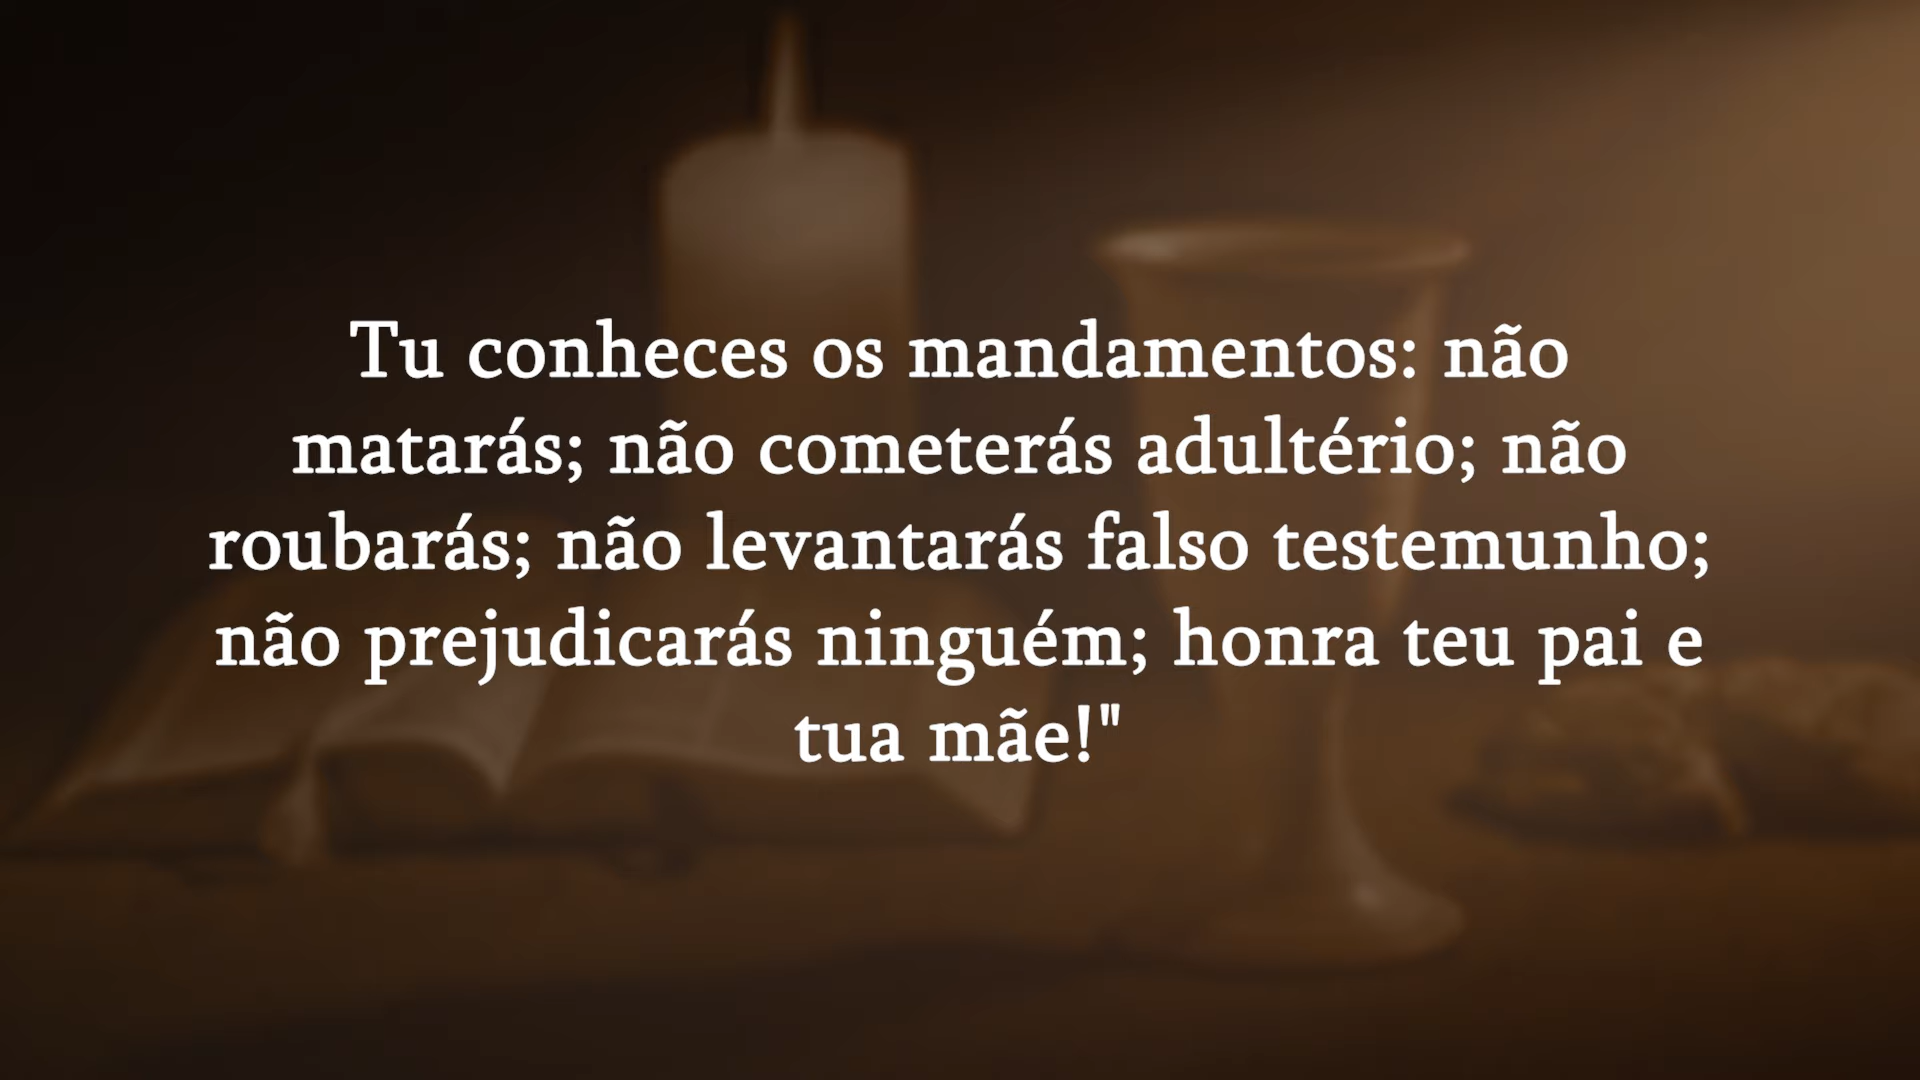 Tu conheces os mandamentos: não
matarás; não cometerás adultério; não
roubarás; não levantarás falso testemunho;
não prejudicarás ninguém; honra teu pai e
tua mãe!"